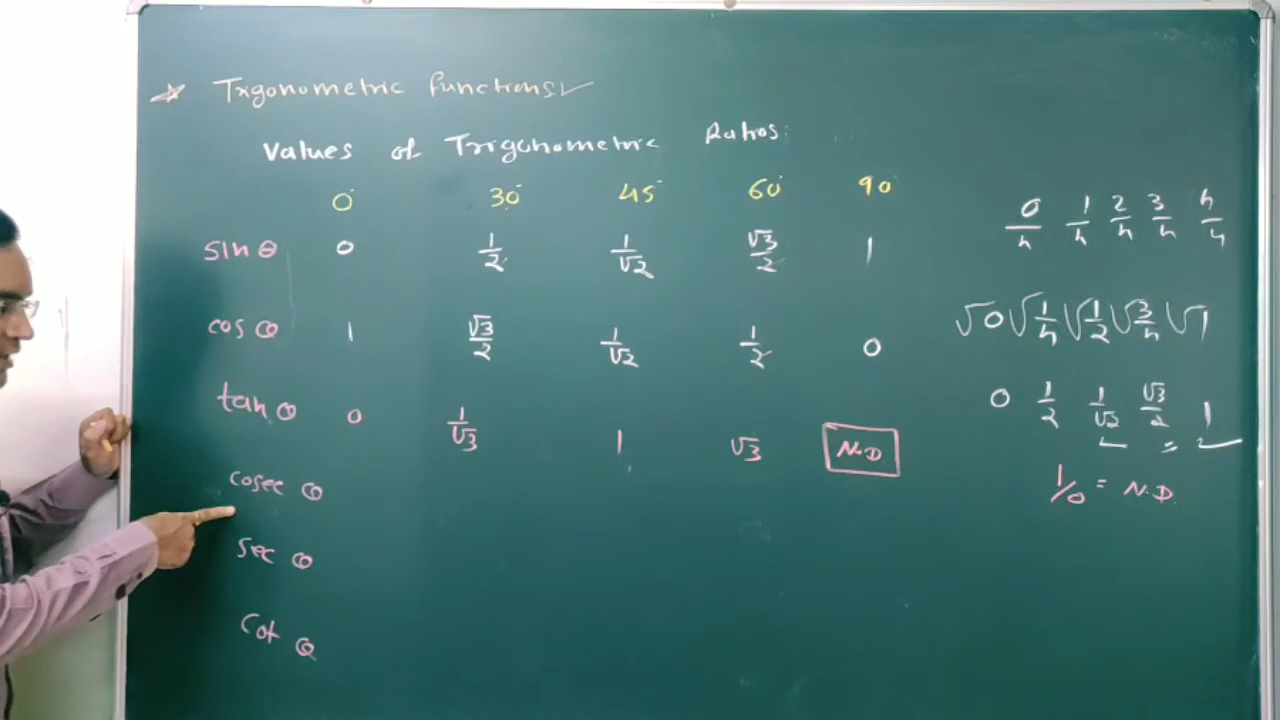 * Trigonometric functions ✓
Values of Trigonometric Ratios:
0° 30° 45° 60° 90°
sin θ 0 1/2 1/√2 √3/2 1
cos θ 1 √3/2 1/√2 1/2 0
tan θ 0 1/√3 1 √3 N.D
cosec θ
sec θ
cot θ
0/4 1/4 2/4 3/4 4/4
√0 √1/4 √1/2 √3/4 √1
0 1/2 1/√2 √3/2 1
1/0 = N.D.